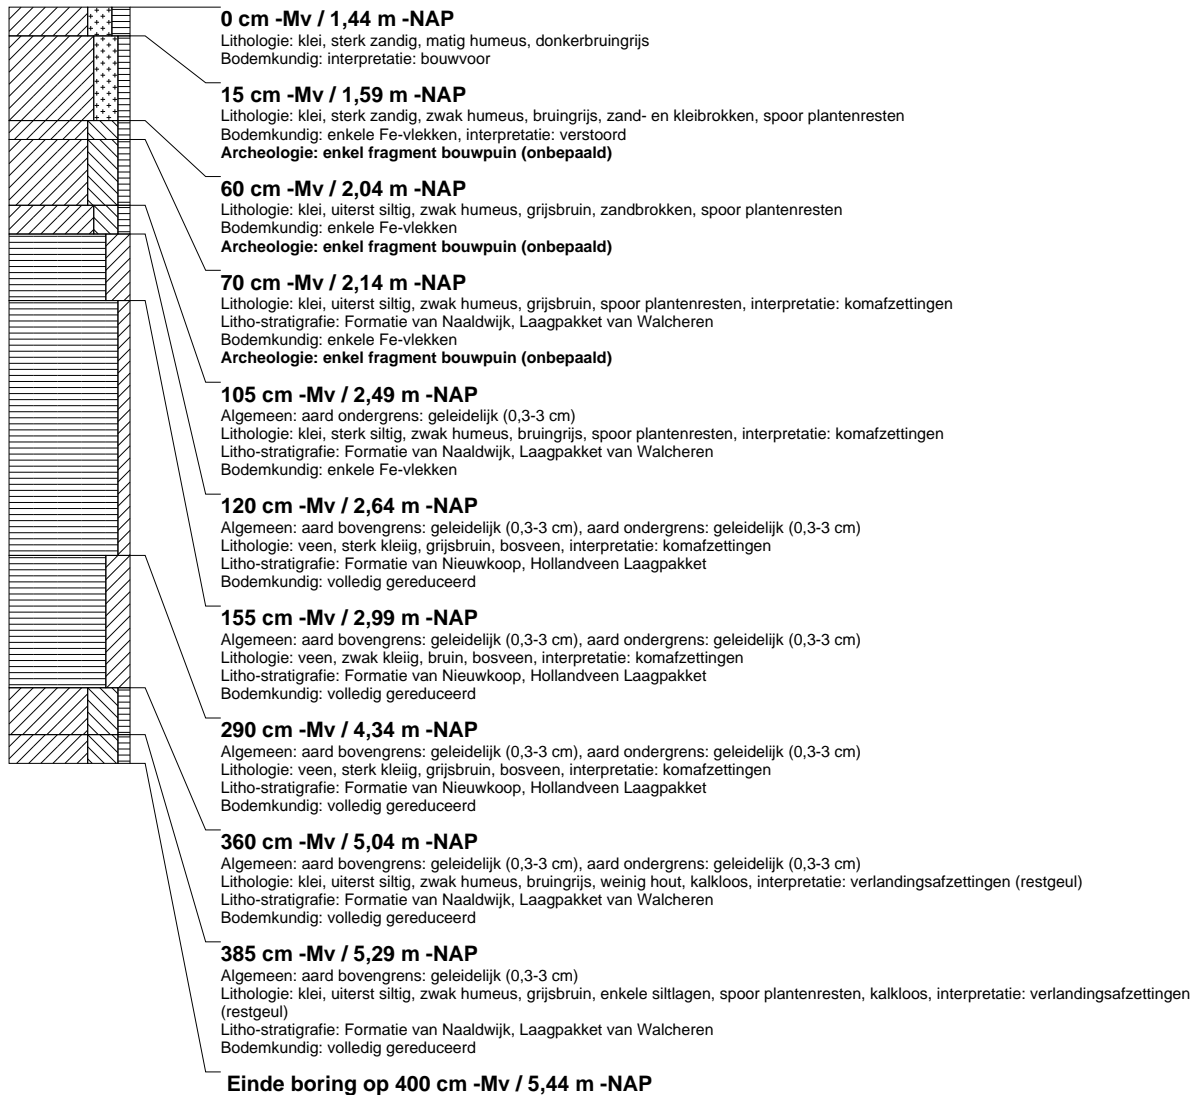 0 cm -Mv / 1,44 m -NAP
Lithologie: klei, sterk zandig, matig humeus, donkerbruingrijs
Bodemkundig: interpretatie: bouwvoor
15 cm -Mv / 1,59 m -NAP
Lithologie: klei, sterk zandig, zwak humeus, bruingrijs, zand- en kleibrokken, spoor plantenresten
Bodemkundig: enkele Fe-vlekken, interpretatie: verstoord
Archeologie: enkel fragment bouwpuin (onbepaald)
60 cm -Mv / 2,04 m -NAP
Lithologie: klei, uiterst siltig, zwak humeus, grijsbruin, zandbrokken, spoor plantenresten
Bodemkundig: enkele Fe-vlekken
Archeologie: enkel fragment bouwpuin (onbepaald)
70 cm -Mv / 2,14 m -NAP
Lithologie: klei, uiterst siltig, zwak humeus, grijsbruin, spoor plantenresten, interpretatie: komafzettingen
Litho-stratigrafie: Formatie van Naaldwijk, Laagpakket van Walcheren
Bodemkundig: enkele Fe-vlekken
Archeologie: enkel fragment bouwpuin (onbepaald)
105 cm -Mv / 2,49 m -NAP
Algemeen: aard ondergrens: geleidelijk (0,3-3 cm)
Lithologie: klei, sterk siltig, zwak humeus, bruingrijs, spoor plantenresten, interpretatie: komafzettingen
Litho-stratigrafie: Formatie van Naaldwijk, Laagpakket van Walcheren
Bodemkundig: enkele Fe-vlekken
120 cm -Mv / 2,64 m -NAP
Algemeen: aard bovengrens: geleidelijk (0,3-3 cm), aard ondergrens: geleidelijk (0,3-3 cm)
Lithologie: veen, sterk kleiig, grijsbruin, bosveen, interpretatie: komafzettingen
Litho-stratigrafie: Formatie van Nieuwkoop, Hollandveen Laagpakket
Bodemkundig: volledig gereduceerd
155 cm -Mv / 2,99 m -NAP
Algemeen: aard bovengrens: geleidelijk (0,3-3 cm), aard ondergrens: geleidelijk (0,3-3 cm)
Lithologie: veen, zwak kleiig, bruin, bosveen, interpretatie: komafzettingen
Litho-stratigrafie: Formatie van Nieuwkoop, Hollandveen Laagpakket
Bodemkundig: volledig gereduceerd
290 cm -Mv / 4,34 m -NAP
Algemeen: aard bovengrens: geleidelijk (0,3-3 cm), aard ondergrens: geleidelijk (0,3-3 cm)
Lithologie: veen, sterk kleiig, grijsbruin, bosveen, interpretatie: komafzettingen
Litho-stratigrafie: Formatie van Nieuwkoop, Hollandveen Laagpakket
Bodemkundig: volledig gereduceerd
360 cm -Mv / 5,04 m -NAP
Algemeen: aard bovengrens: geleidelijk (0,3-3 cm), aard ondergrens: geleidelijk (0,3-3 cm)
Lithologie: klei, uiterst siltig, zwak humeus, bruingrijs, weinig hout, kalkloos, interpretatie: verlandingsafzettingen (restgeul)
Litho-stratigrafie: Formatie van Naaldwijk, Laagpakket van Walcheren
Bodemkundig: volledig gereduceerd
385 cm -Mv / 5,29 m -NAP
Algemeen: aard bovengrens: geleidelijk (0,3-3 cm)
Lithologie: klei, uiterst siltig, zwak humeus, grijsbruin, enkele siltlagen, spoor plantenresten, kalkloos, interpretatie: verlandingsafzettingen
(restgeul)
Litho-stratigrafie: Formatie van Naaldwijk, Laagpakket van Walcheren
Bodemkundig: volledig gereduceerd
Einde boring op 400 cm -Mv / 5,44 m -NAP